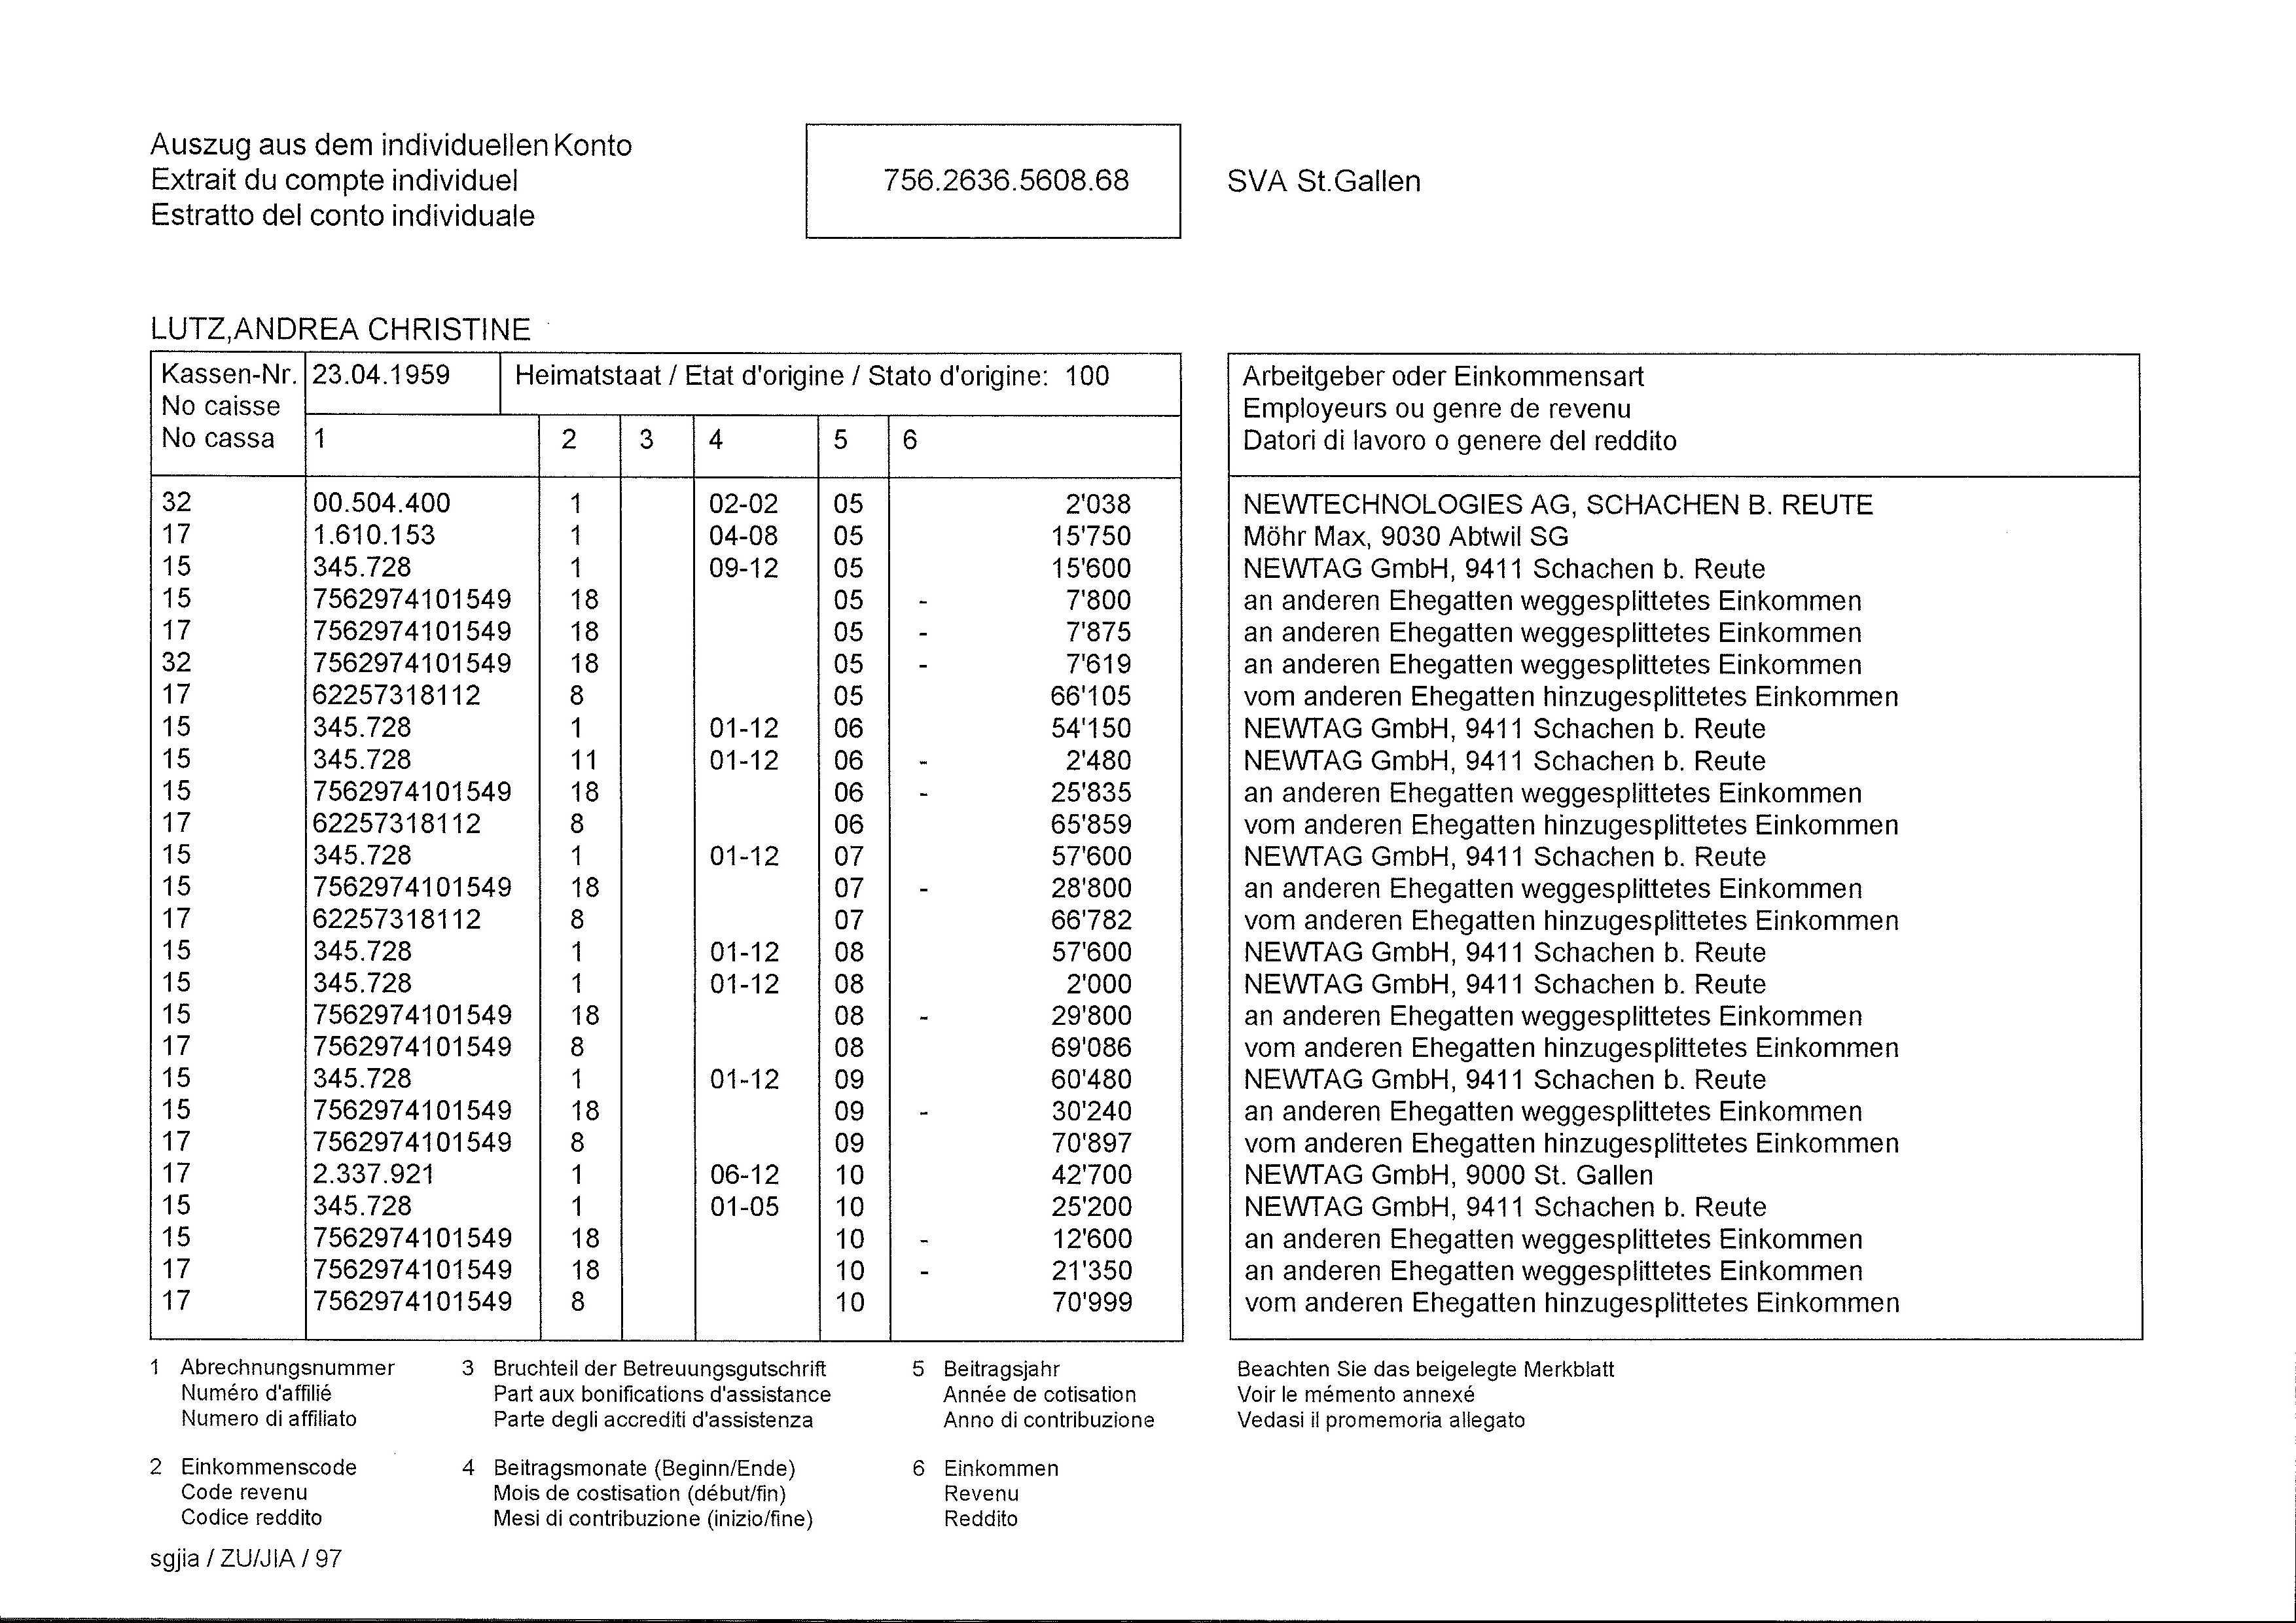 Auszug aus dem individuellen Konto
Extrait du compte individuel
Estratto del conto individuale
756.2636.5608.68
SVA St.Gallen
LUTZ,ANDREA CHRISTINE
Kassen-Nr. 23.04.1959 Heimatstaat / Etat d'origine / Stato d'origine: 100
No caisse
No cassa 1 2 3 4 5 6
Arbeitgeber oder Einkommensart
Employeurs ou genre de revenu
Datori di lavoro o genere del reddito
32 00.504.400 1 02-02 05 2'038 NEWTECHNOLOGIES AG, SCHACHEN B. REUTE
17 1.610.153 1 04-08 05 15'750 Möhr Max, 9030 Abtwil SG
15 345.728 1 09-12 05 15'600 NEWTAG GmbH, 9411 Schachen b. Reute
15 7562974101549 18 05 - 7'800 an anderen Ehegatten weggesplittetes Einkommen
17 7562974101549 18 05 - 7'875 an anderen Ehegatten weggesplittetes Einkommen
32 7562974101549 18 05 - 7'619 an anderen Ehegatten weggesplittetes Einkommen
17 62257318112 8 05 66'105 vom anderen Ehegatten hinzugesplittetes Einkommen
15 345.728 1 01-12 06 54'150 NEWTAG GmbH, 9411 Schachen b. Reute
15 345.728 11 01-12 06 - 2'480 NEWTAG GmbH, 9411 Schachen b. Reute
15 7562974101549 18 06 - 25'835 an anderen Ehegatten weggesplittetes Einkommen
17 62257318112 8 06 65'859 vom anderen Ehegatten hinzugesplittetes Einkommen
15 345.728 1 01-12 07 57'600 NEWTAG GmbH, 9411 Schachen b. Reute
15 7562974101549 18 07 - 28'800 an anderen Ehegatten weggesplittetes Einkommen
17 62257318112 8 07 66'782 vom anderen Ehegatten hinzugesplittetes Einkommen
15 345.728 1 01-12 08 57'600 NEWTAG GmbH, 9411 Schachen b. Reute
15 345.728 1 01-12 08 2'000 NEWTAG GmbH, 9411 Schachen b. Reute
15 7562974101549 18 08 - 29'800 an anderen Ehegatten weggesplittetes Einkommen
17 7562974101549 8 08 69'086 vom anderen Ehegatten hinzugesplittetes Einkommen
15 345.728 1 01-12 09 60'480 NEWTAG GmbH, 9411 Schachen b. Reute
15 7562974101549 18 09 - 30'240 an anderen Ehegatten weggesplittetes Einkommen
17 7562974101549 8 09 70'897 vom anderen Ehegatten hinzugesplittetes Einkommen
17 2.337.921 1 06-12 10 42'700 NEWTAG GmbH, 9000 St. Gallen
15 345.728 1 01-05 10 25'200 NEWTAG GmbH, 9411 Schachen b. Reute
15 7562974101549 18 10 - 12'600 an anderen Ehegatten weggesplittetes Einkommen
17 7562974101549 18 10 - 21'350 an anderen Ehegatten weggesplittetes Einkommen
17 7562974101549 8 10 70'999 vom anderen Ehegatten hinzugesplittetes Einkommen
1 Abrechnungsnummer 3 Bruchteil der Betreuungsgutschrift 5 Beitragsjahr Beachten Sie das beigelegte Merkblatt
Numéro d'affilié Part aux bonifications d'assistance Année de cotisation Voir le mémento annexé
Numero di affiliato Parte degli accrediti d'assistenza Anno di contribuzione Vedasi il promemoria allegato
2 Einkommenscode 4 Beitragsmonate (Beginn/Ende) 6 Einkommen
Code revenu Mois de costisation (début/fin) Revenu
Codice reddito Mesi di contribuzione (inizio/fine) Reddito
sgjia / ZU/JIA / 97